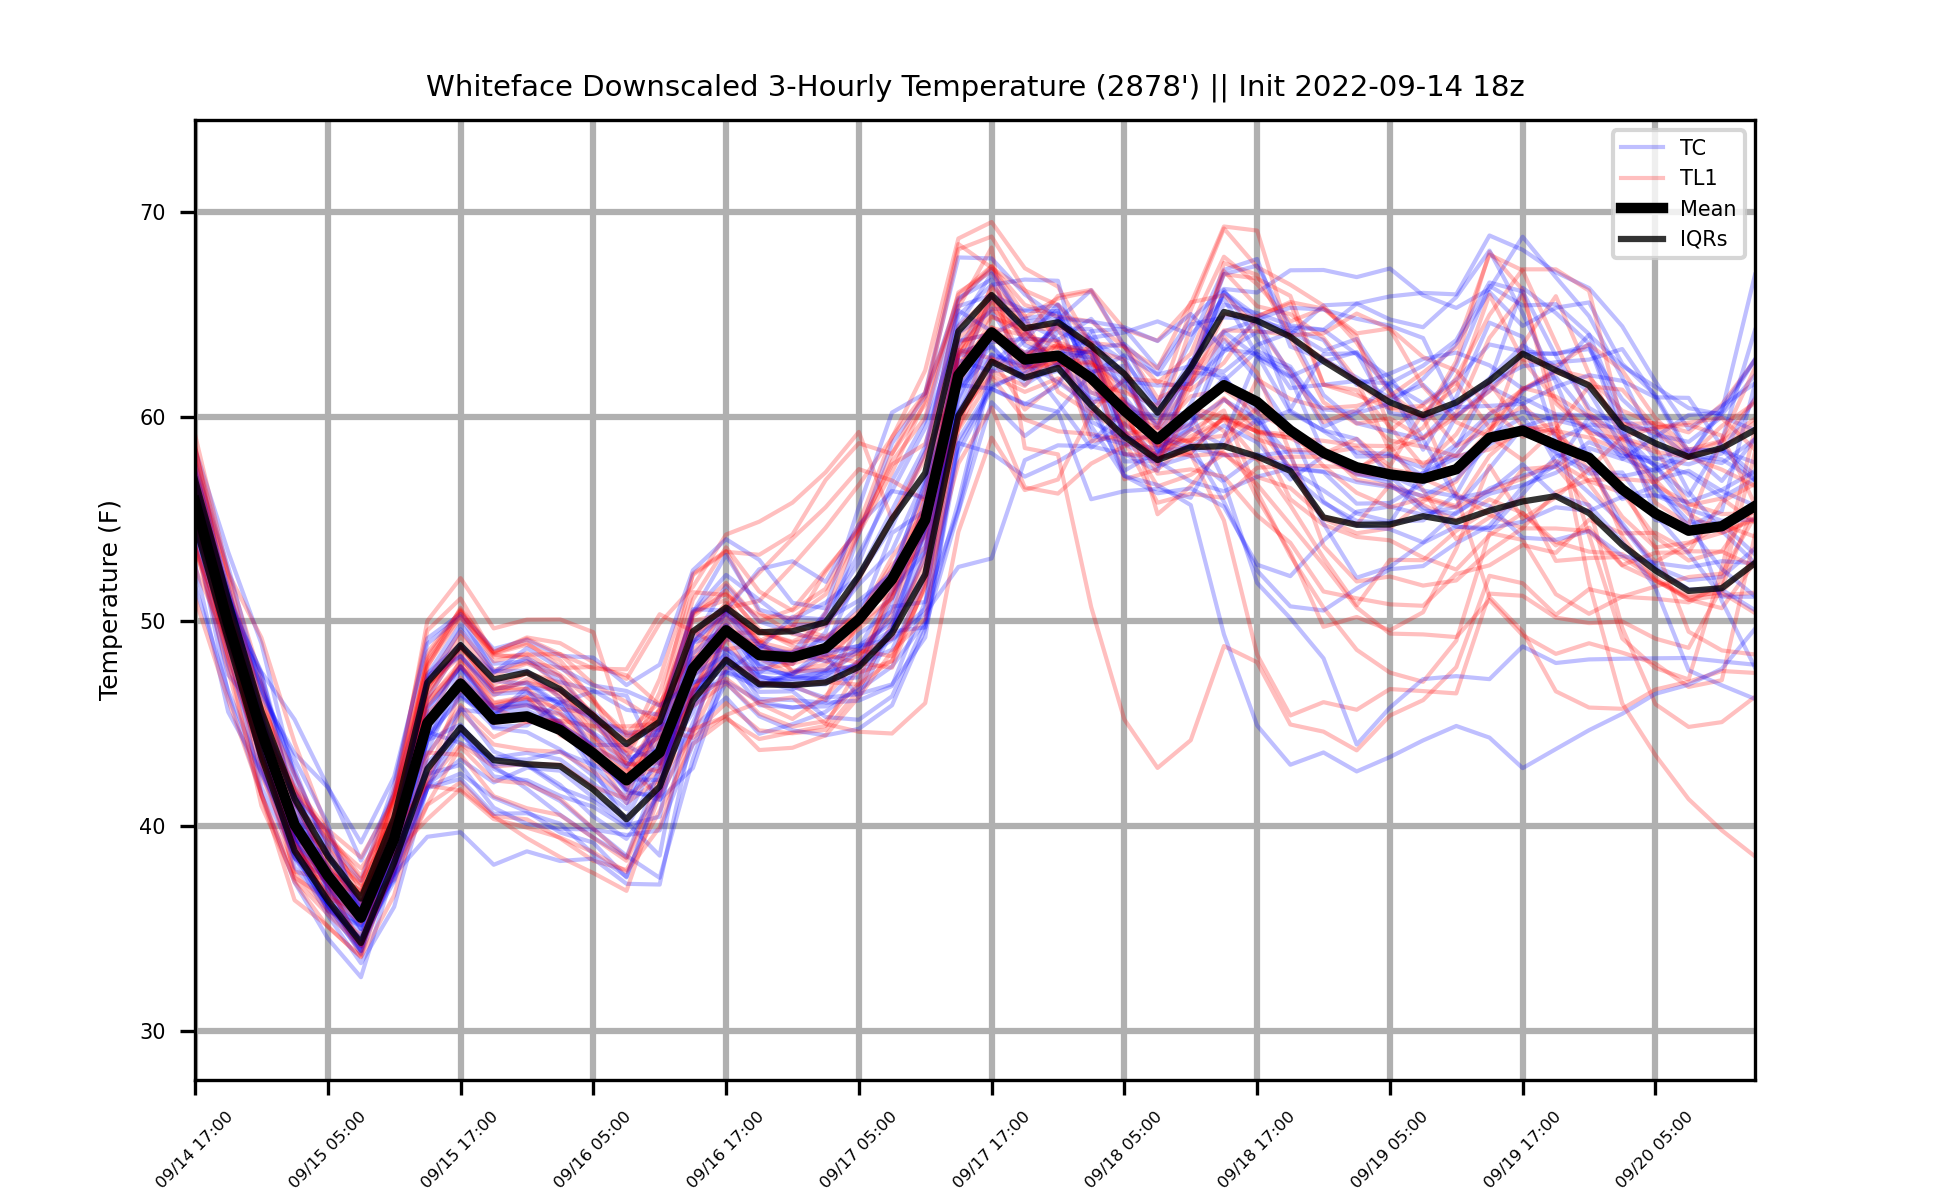 Whiteface Downscaled 3-Hourly Temperature (2878') || Init 2022-09-14 18z
TC
TL1
Mean
IQRs
Temperature (F)
70
60
50
40
30
09/14 17:00
09/15 05:00
09/15 17:00
09/16 05:00
09/16 17:00
09/17 05:00
09/17 17:00
09/18 05:00
09/18 17:00
09/19 05:00
09/19 17:00
09/20 05:00